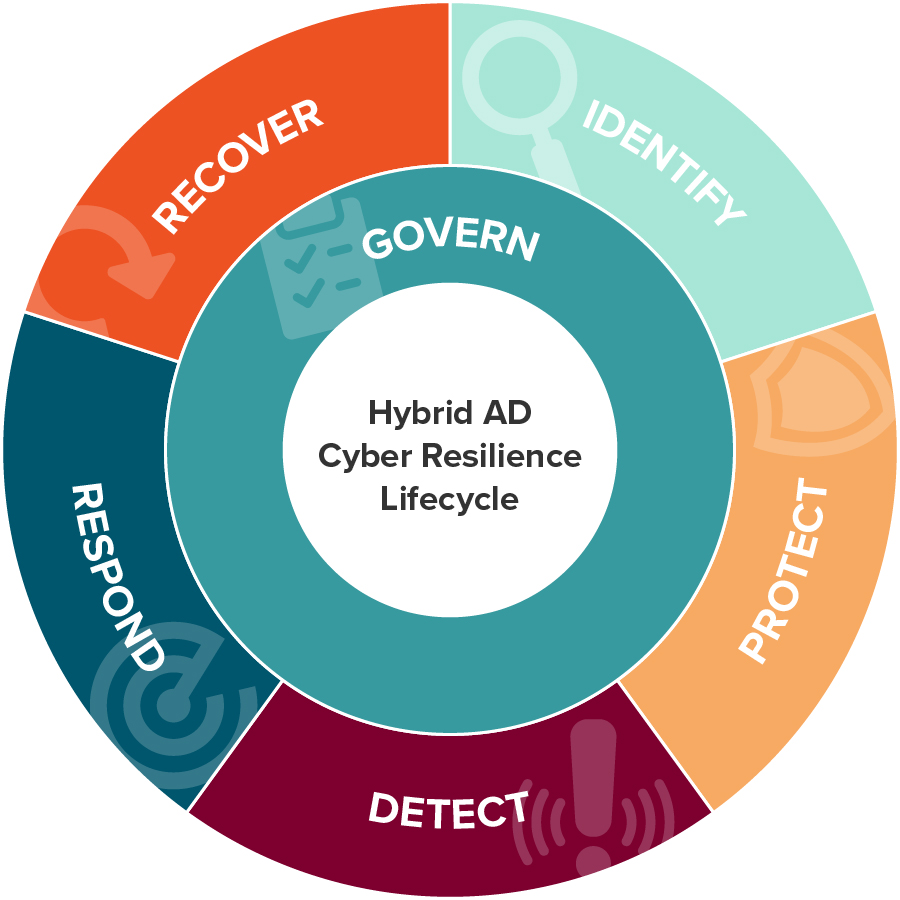 RECOVER
IDENTIFY
GOVERN
Hybrid AD
Cyber Resilience
Lifecycle
RESPOND
PROTECT
DETECT